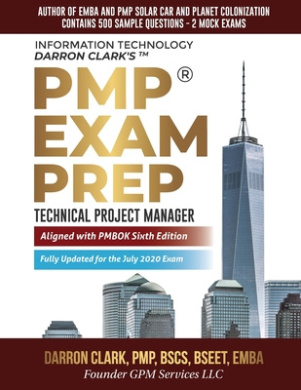 AUTHOR OF EMBA AND PMP SOLAR CAR AND PLANET COLONIZATION
CONTAINS 500 SAMPLE QUESTIONS - 2 MOCK EXAMS
INFORMATION TECHNOLOGY
DARRON CLARK'S ™
PMP ®
EXAM
PREP
TECHNICAL PROJECT MANAGER
Aligned with PMBOK Sixth Edition
Fully Updated for the July 2020 Exam
DARRON CLARK, PMP, BSCS, BSEET, EMBA
Founder GPM Services LLC